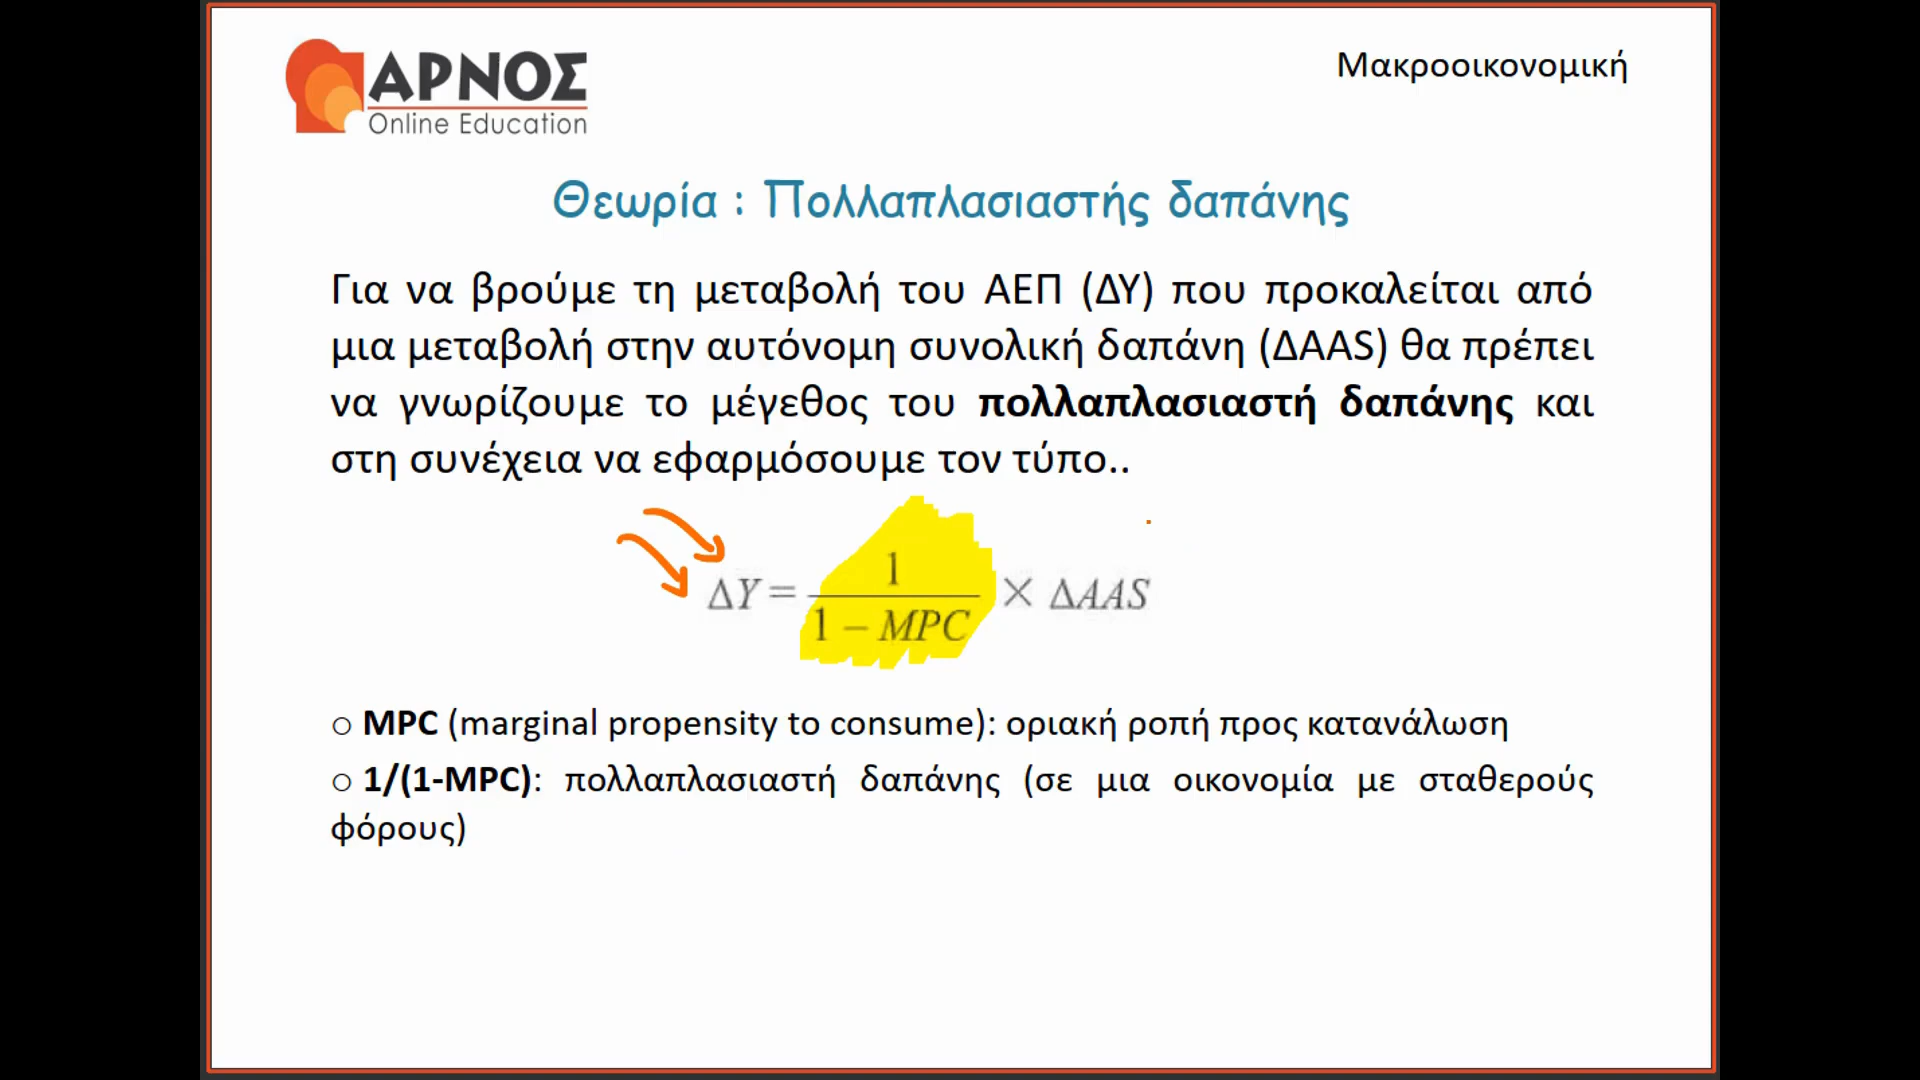 ΑΡΝΟΣ
Online Education
Μακροοικονομική
Θεωρία : Πολλαπλασιαστής δαπάνης
Για να βρούμε τη μεταβολή του ΑΕΠ (ΔΥ) που προκαλείται από
μια μεταβολή στην αυτόνομη συνολική δαπάνη (ΔAAS) θα πρέπει
να γνωρίζουμε το μέγεθος του πολλαπλασιαστή δαπάνης και
στη συνέχεια να εφαρμόσουμε τον τύπο..
ΔY = 1 / (1 − MPC) × ΔAAS
○ MPC (marginal propensity to consume): οριακή ροπή προς κατανάλωση
○ 1/(1-MPC): πολλαπλασιαστή δαπάνης (σε μια οικονομία με σταθερούς
φόρους)